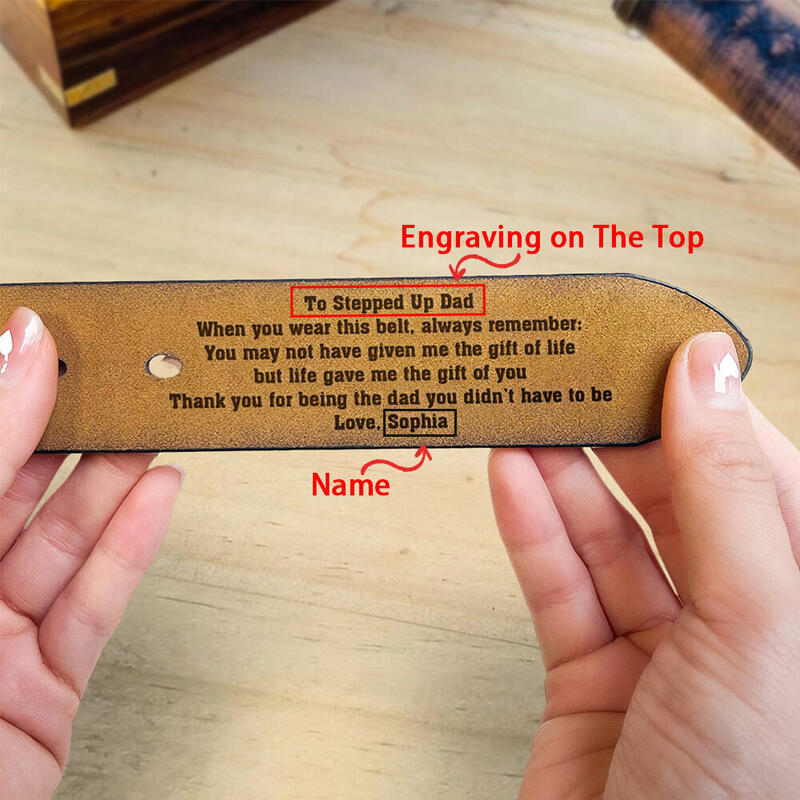 Engraving on The Top
To Stepped Up Dad
When you wear this belt, always remember:
You may not have given me the gift of life
but life gave me the gift of you
Thank you for being the dad you didn't have to be
Love, Sophia
Name